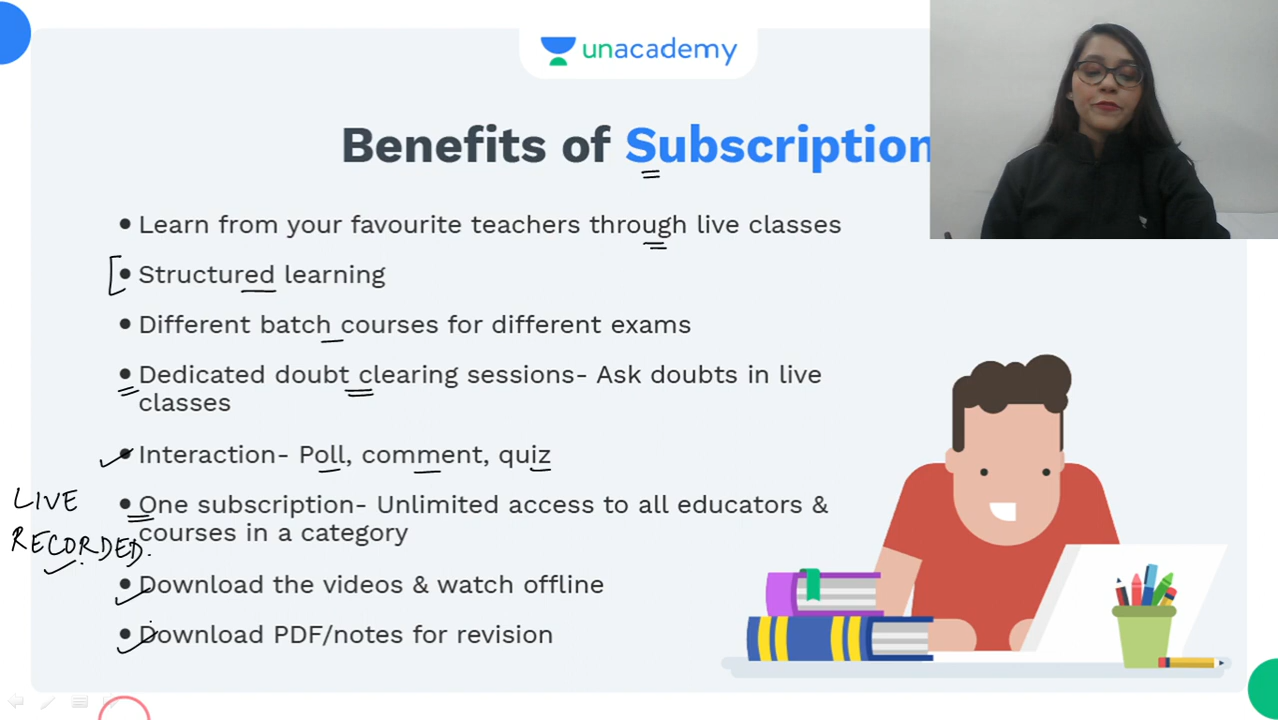 unacademy
Benefits of Subscription
• Learn from your favourite teachers through live classes
• Structured learning
• Different batch courses for different exams
• Dedicated doubt clearing sessions- Ask doubts in live
classes
• Interaction- Poll, comment, quiz
LIVE
• One subscription- Unlimited access to all educators &
RECORDED.
courses in a category
• Download the videos & watch offline
• Download PDF/notes for revision